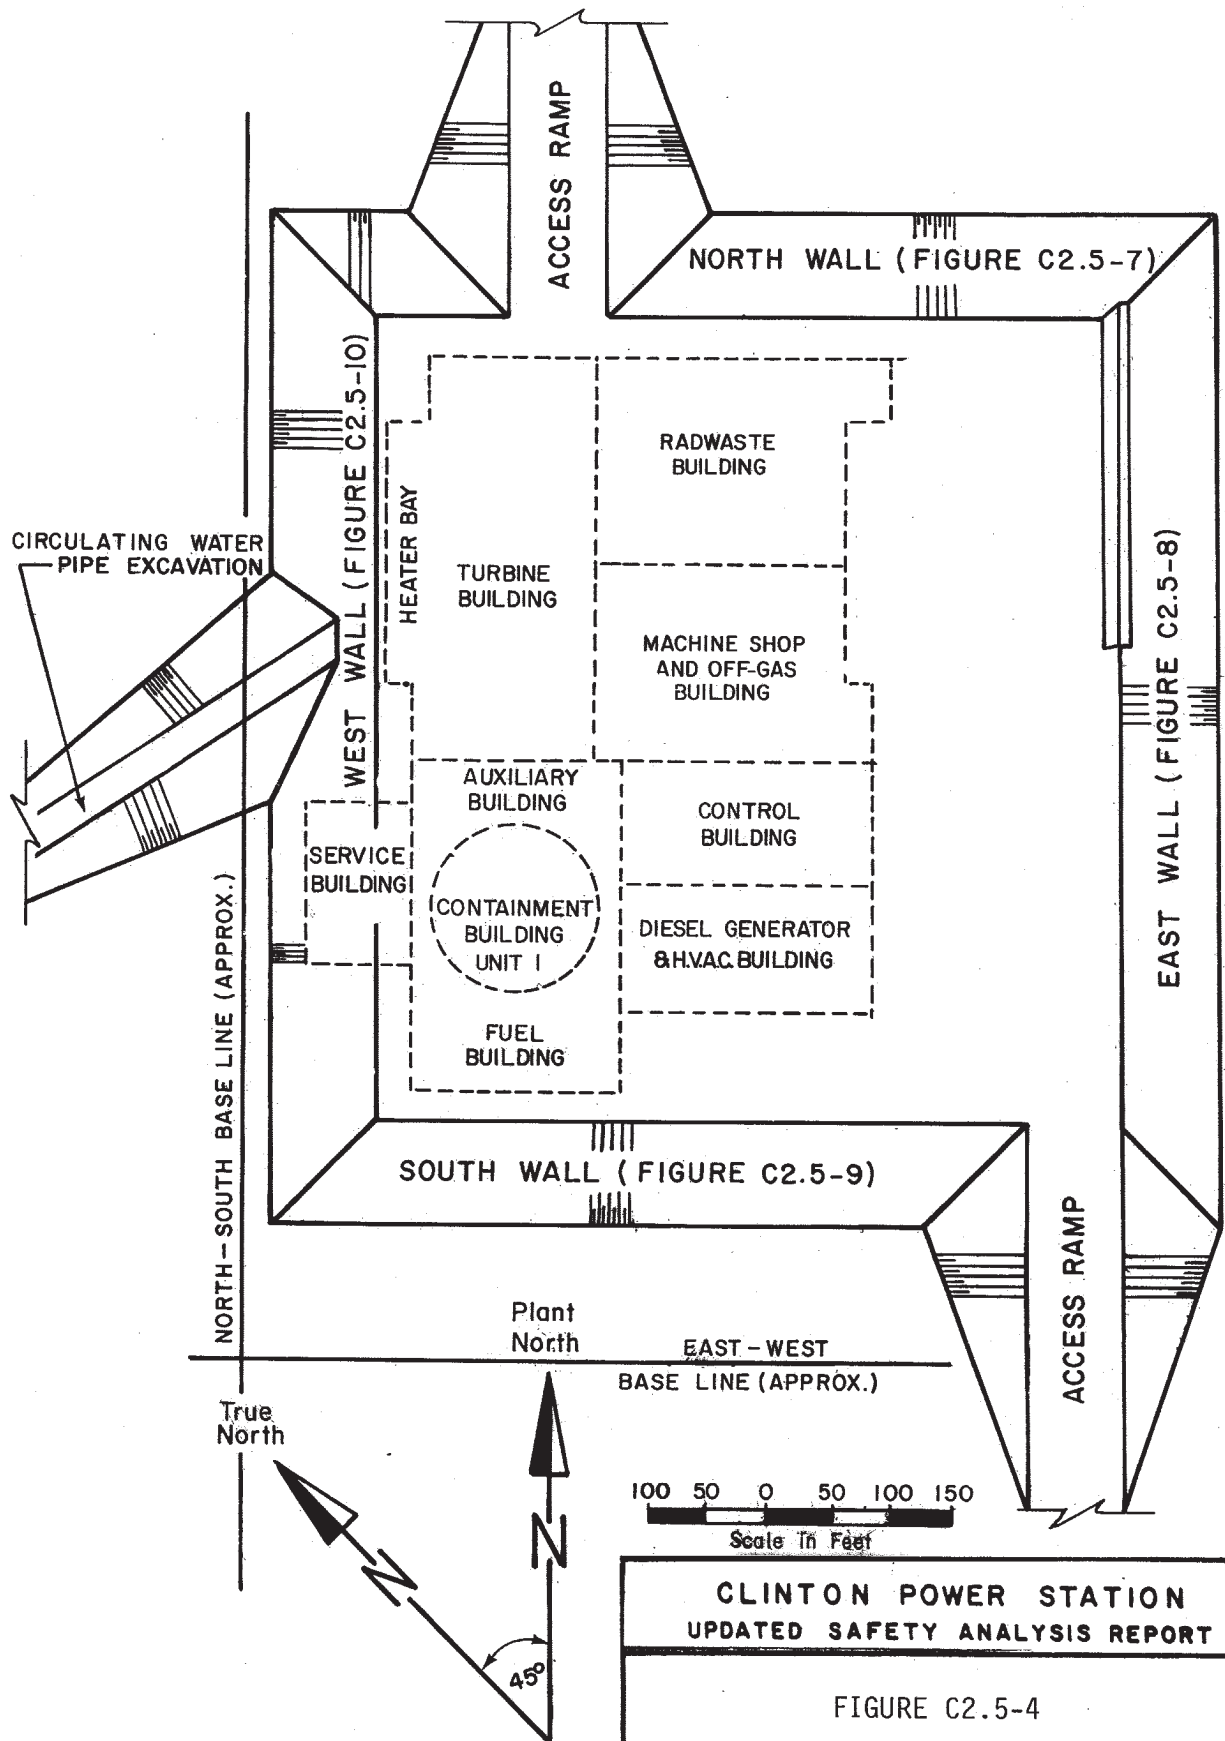 ACCESS RAMP
NORTH WALL (FIGURE C2.5-7)
WEST WALL (FIGURE C2.5-10)
HEATER BAY
RADWASTE
BUILDING
CIRCULATING WATER
PIPE EXCAVATION
TURBINE
BUILDING
MACHINE SHOP
AND OFF-GAS
BUILDING
EAST WALL (FIGURE C2.5-8)
AUXILIARY
BUILDING
CONTROL
BUILDING
SERVICE
BUILDING
CONTAINMENT
BUILDING
UNIT I
DIESEL GENERATOR
& H.V.A.C. BUILDING
FUEL
BUILDING
NORTH-SOUTH BASE LINE (APPROX.)
SOUTH WALL (FIGURE C2.5-9)
ACCESS RAMP
Plant
North
EAST-WEST
BASE LINE (APPROX.)
True
North
N
N
45°
100 50 0 50 100 150
Scale In Feet
CLINTON POWER STATION
UPDATED SAFETY ANALYSIS REPORT
FIGURE C2.5-4